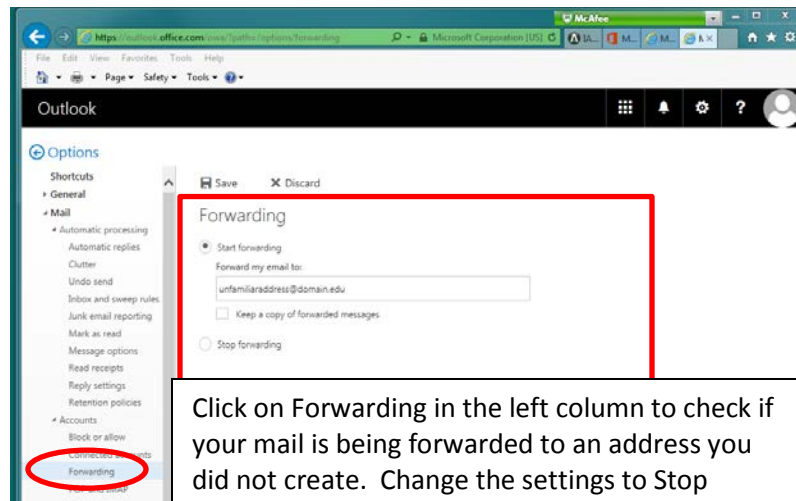 McAfee
https://outlook.office.com/owa/?path=/options/forwarding
Microsoft Corporation [US]
File Edit View Favorites Tools Help
Page Safety Tools
Outlook
?
Options
Shortcuts
General
Mail
Automatic processing
Automatic replies
Clutter
Undo send
Inbox and sweep rules
Junk email reporting
Mark as read
Message options
Read receipts
Reply settings
Retention policies
Accounts
Block or allow
Connected accounts
Forwarding
POP and IMAP
Save X Discard
Forwarding
Start forwarding
Forward my email to:
unfamiliaraddress@domain.edu
Keep a copy of forwarded messages
Stop forwarding
Click on Forwarding in the left column to check if
your mail is being forwarded to an address you
did not create.  Change the settings to Stop